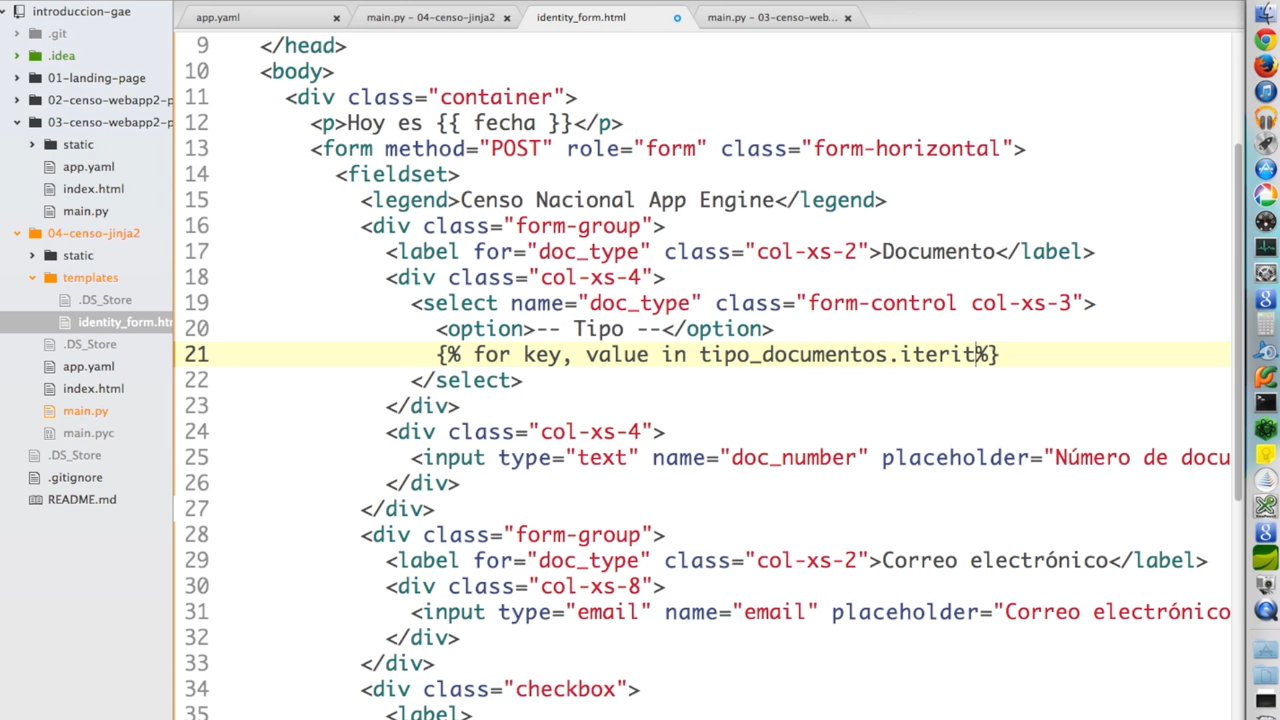 introduccion-gae
.git
.idea
01-landing-page
02-censo-webapp2-p
03-censo-webapp2-p
static
app.yaml
index.html
main.py
04-censo-jinja2
static
templates
.DS_Store
identity_form.htm
.DS_Store
app.yaml
index.html
main.py
main.pyc
.DS_Store
.gitignore
README.md
app.yaml ×
main.py - 04-censo-jinja2 ×
identity_form.html
main.py - 03-censo-web... ×
9 </head>
10 <body>
11 <div class="container">
12 <p>Hoy es {{ fecha }}</p>
13 <form method="POST" role="form" class="form-horizontal">
14 <fieldset>
15 <legend>Censo Nacional App Engine</legend>
16 <div class="form-group">
17 <label for="doc_type" class="col-xs-2">Documento</label>
18 <div class="col-xs-4">
19 <select name="doc_type" class="form-control col-xs-3">
20 <option>-- Tipo --</option>
21 {% for key, value in tipo_documentos.iterit%}
22 </select>
23 </div>
24 <div class="col-xs-4">
25 <input type="text" name="doc_number" placeholder="Número de docu
26 </div>
27 </div>
28 <div class="form-group">
29 <label for="doc_type" class="col-xs-2">Correo electrónico</label>
30 <div class="col-xs-8">
31 <input type="email" name="email" placeholder="Correo electrónico
32 </div>
33 </div>
34 <div class="checkbox">
35 <label>